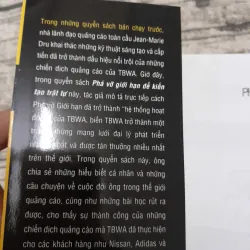 Trong những quyển sách bán chạy trước,
nhà lãnh đạo quảng cáo toàn cầu Jean-Marie
Dru khai thác những kỹ thuật sáng tạo và cấp
tiến đã trở thành dấu hiệu nổi trội của những
chiến dịch quảng cáo của TBWA. Giờ đây,
trong quyển sách Phá vỡ giới hạn để kiến
tạo trật tự này, tác giả mô tả trực tiếp cách
Phá vỡ Giới hạn đã trở thành "hệ thống hoạt
của TBWA, biến TBWA trở thành một
trong những mạng lưới đại lý phát triển
nhanh và được tán thưởng nhiều nhất
trên thế giới. Trong quyển sách này, ông
chia sẻ những hiểu biết cá nhân và những
câu chuyện về cuộc đời ông trong thế giới
quảng cáo, cũng như những bài học rút ra
được, cho thấy sự thành công của những
chiến dịch quảng cáo mà TBWA đã thực hiện
cho các khách hàng như Nissan, Adidas và